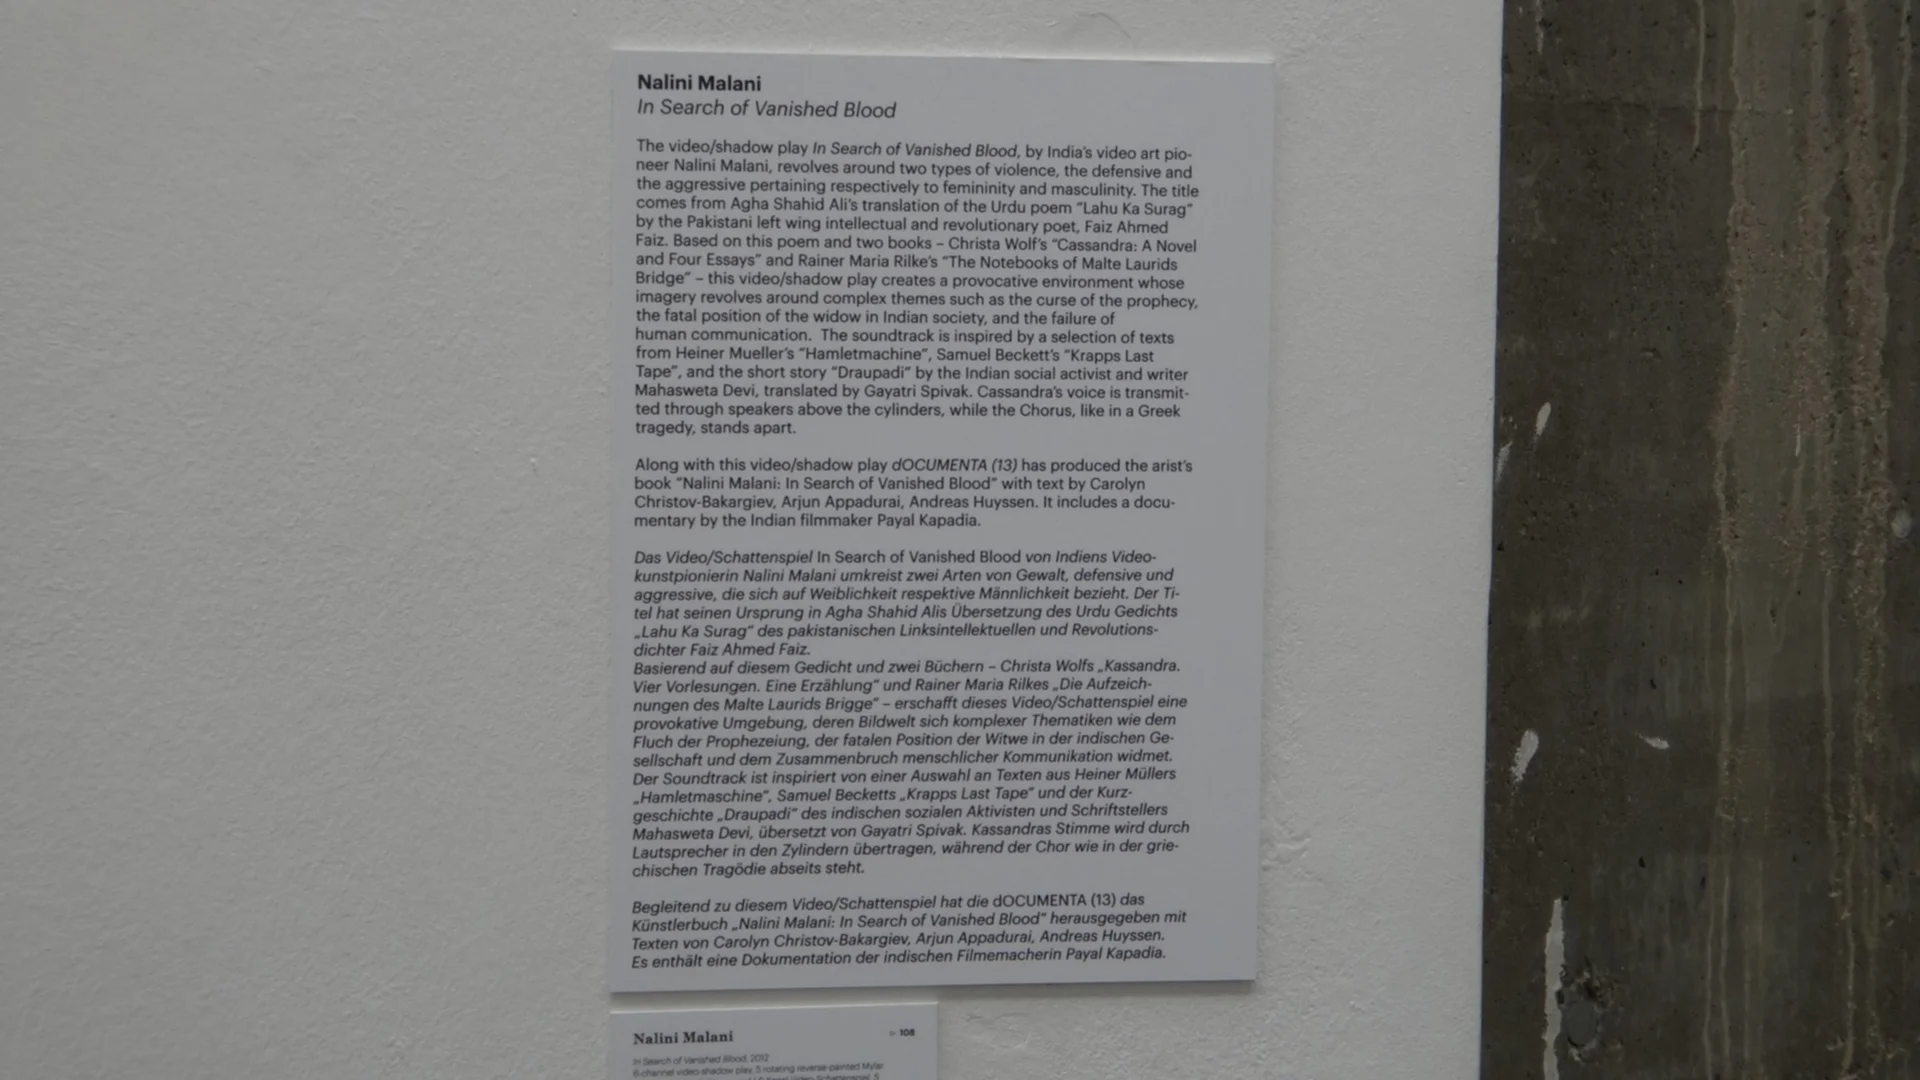 Nalini Malani
In Search of Vanished Blood
The video/shadow play In Search of Vanished Blood, by India's video art pio-
neer Nalini Malani, revolves around two types of violence, the defensive and
the aggressive pertaining respectively to femininity and masculinity. The title
comes from Agha Shahid Ali's translation of the Urdu poem "Lahu Ka Surag"
by the Pakistani left wing intellectual and revolutionary poet, Faiz Ahmed
Faiz. Based on this poem and two books – Christa Wolf's "Cassandra: A Novel
and Four Essays" and Rainer Maria Rilke's "The Notebooks of Malte Laurids
Bridge" – this video/shadow play creates a provocative environment whose
imagery revolves around complex themes such as the curse of the prophecy,
the fatal position of the widow in Indian society, and the failure of
human communication. The soundtrack is inspired by a selection of texts
from Heiner Mueller's "Hamletmachine", Samuel Beckett's "Krapps Last
Tape", and the short story "Draupadi" by the Indian social activist and writer
Mahasweta Devi, translated by Gayatri Spivak. Cassandra's voice is transmit-
ted through speakers above the cylinders, while the Chorus, like in a Greek
tragedy, stands apart.
Along with this video/shadow play dOCUMENTA (13) has produced the arist's
book "Nalini Malani: In Search of Vanished Blood" with text by Carolyn
Christov-Bakargiev, Arjun Appadurai, Andreas Huyssen. It includes a docu-
mentary by the Indian filmmaker Payal Kapadia.
Das Video/Schattenspiel In Search of Vanished Blood von Indiens Video-
kunstpionierin Nalini Malani umkreist zwei Arten von Gewalt, defensive und
aggressive, die sich auf Weiblichkeit respektive Männlichkeit bezieht. Der Ti-
tel hat seinen Ursprung in Agha Shahid Alis Übersetzung des Urdu Gedichts
„Lahu Ka Surag" des pakistanischen Linksintellektuellen und Revolutions-
dichter Faiz Ahmed Faiz.
Basierend auf diesem Gedicht und zwei Büchern – Christa Wolfs „Kassandra.
Vier Vorlesungen. Eine Erzählung" und Rainer Maria Rilkes „Die Aufzeich-
nungen des Malte Laurids Brigge" – erschafft dieses Video/Schattenspiel eine
provokative Umgebung, deren Bildwelt sich komplexer Thematiken wie dem
Fluch der Prophezeiung, der fatalen Position der Witwe in der indischen Ge-
sellschaft und dem Zusammenbruch menschlicher Kommunikation widmet.
Der Soundtrack ist inspiriert von einer Auswahl an Texten aus Heiner Müllers
„Hamletmaschine", Samuel Becketts „Krapps Last Tape" und der Kurz-
geschichte „Draupadi" des indischen sozialen Aktivisten und Schriftstellers
Mahasweta Devi, übersetzt von Gayatri Spivak. Kassandras Stimme wird durch
Lautsprecher in den Zylindern übertragen, während der Chor wie in der grie-
chischen Tragödie abseits steht.
Begleitend zu diesem Video/Schattenspiel hat die dOCUMENTA (13) das
Künstlerbuch „Nalini Malani: In Search of Vanished Blood" herausgegeben mit
Texten von Carolyn Christov-Bakargiev, Arjun Appadurai, Andreas Huyssen.
Es enthält eine Dokumentation der indischen Filmemacherin Payal Kapadia.
Nalini Malani 108
In Search of Vanished Blood, 2012
6-channel video-shadow play, 5 rotating reverse painted Mylar